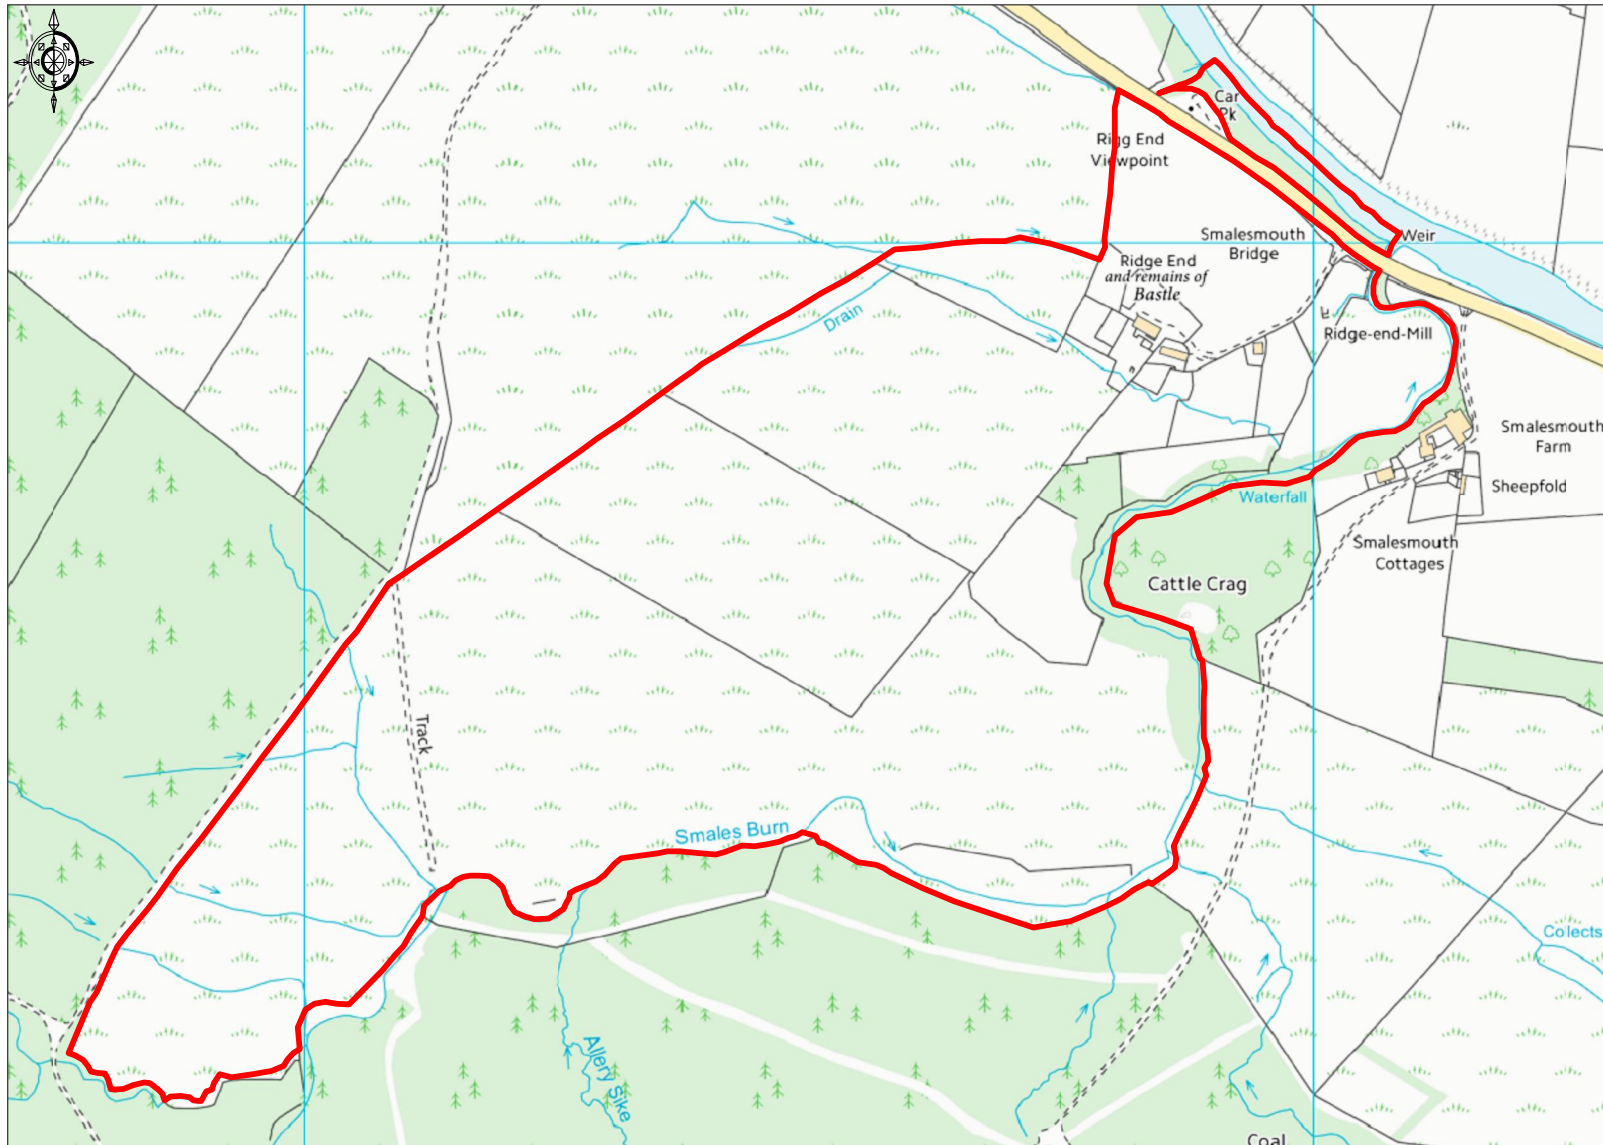 Car
Pk
Rigg End
Viewpoint
Weir
Smalesmouth
Bridge
Ridge End
and remains of
Bastle
Drain
Ridge-end-Mill
Smalesmouth
Farm
Sheepfold
Waterfall
Smalesmouth
Cottages
Cattle Crag
Track
Smales Burn
Colects
Allery Sike
Coal